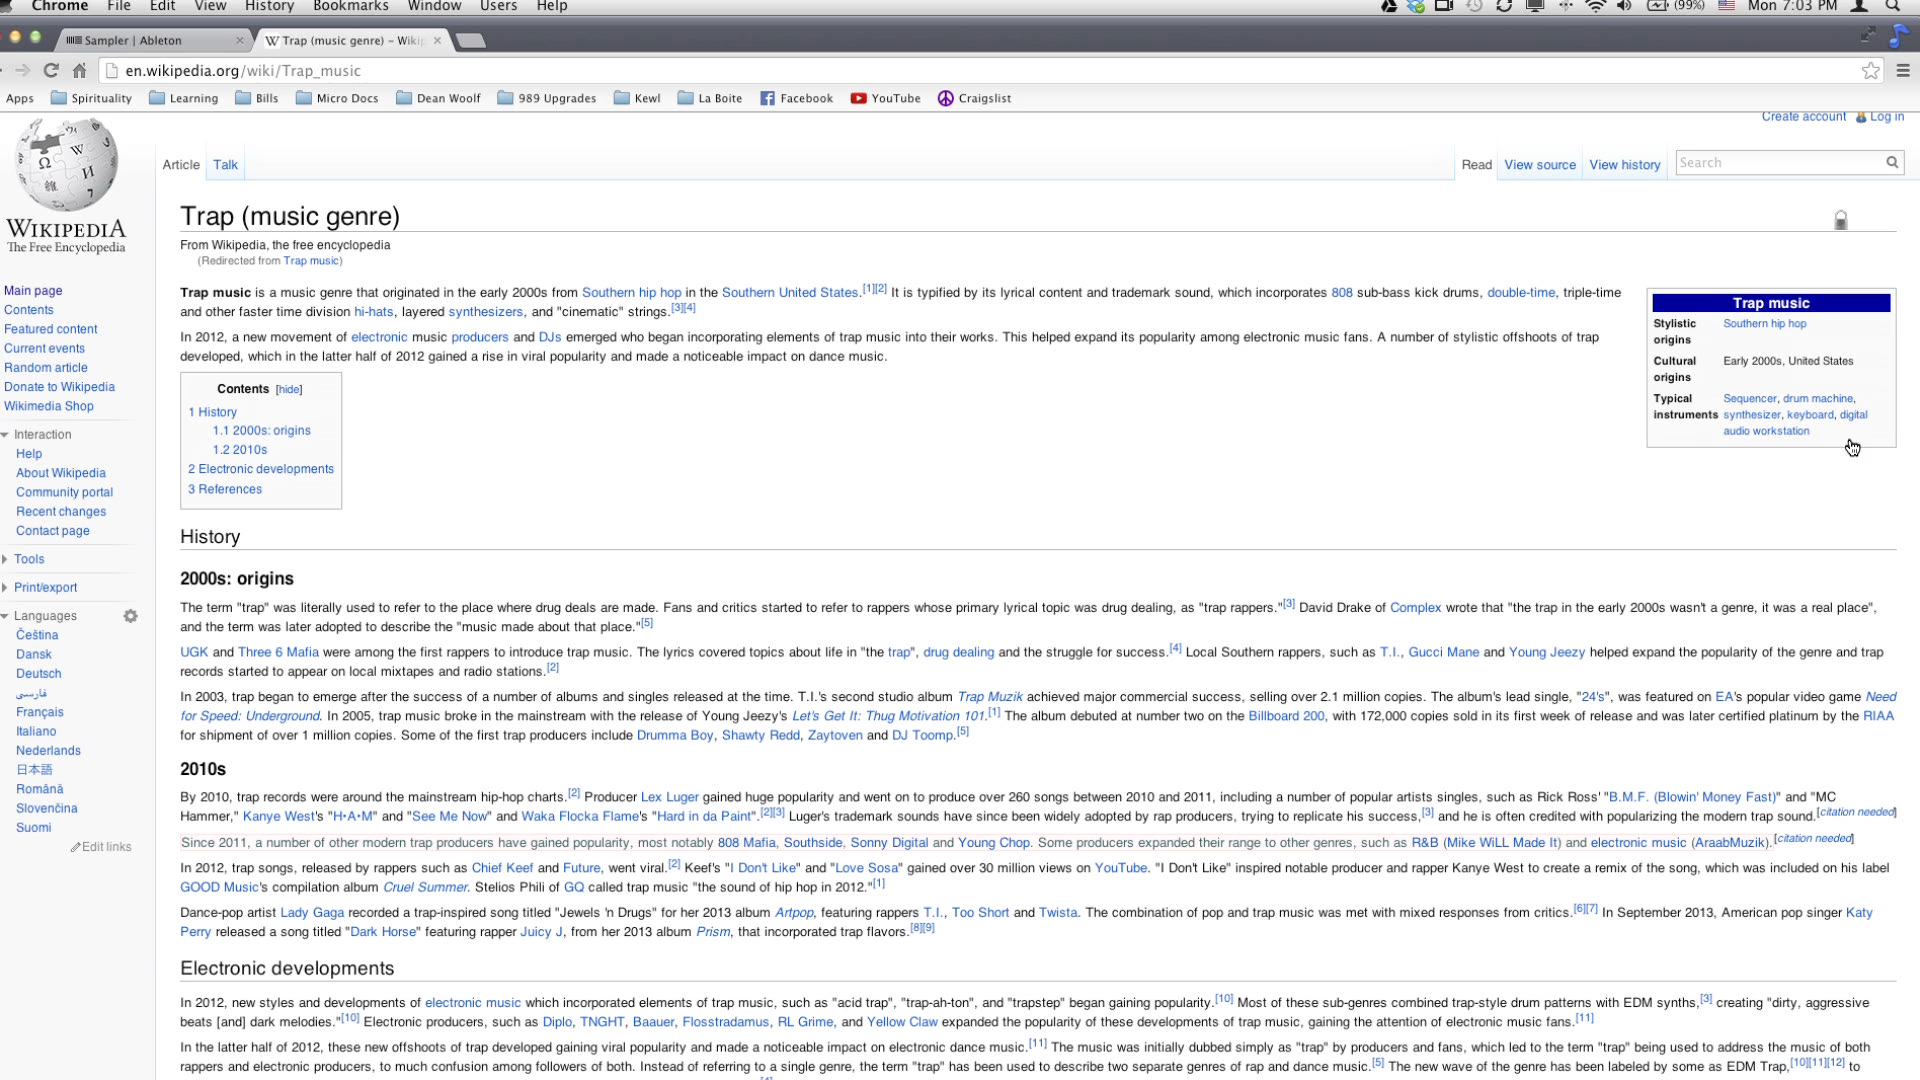 Chrome File Edit View History Bookmarks Window Users Help (99%) Mon 7:03 PM
Sampler | Ableton Trap (music genre) – Wiki
en.wikipedia.org/wiki/Trap_music
Apps Spirituality Learning Bills Micro Docs Dean Woolf 989 Upgrades Kewl La Boite Facebook YouTube Craigslist
Create account Log in
Article Talk Read View source View history Search
WIKIPEDIA
The Free Encyclopedia
Main page
Contents
Featured content
Current events
Random article
Donate to Wikipedia
Wikimedia Shop
Interaction
Help
About Wikipedia
Community portal
Recent changes
Contact page
Tools
Print/export
Languages
Čeština
Dansk
Deutsch
فارسی
Français
Italiano
Nederlands
日本語
Română
Slovenčina
Suomi
Edit links
Trap (music genre)
From Wikipedia, the free encyclopedia
(Redirected from Trap music)
Trap music is a music genre that originated in the early 2000s from Southern hip hop in the Southern United States.[1][2] It is typified by its lyrical content and trademark sound, which incorporates 808 sub-bass kick drums, double-time, triple-time
and other faster time division hi-hats, layered synthesizers, and "cinematic" strings.[3][4]
In 2012, a new movement of electronic music producers and DJs emerged who began incorporating elements of trap music into their works. This helped expand its popularity among electronic music fans. A number of stylistic offshoots of trap
developed, which in the latter half of 2012 gained a rise in viral popularity and made a noticeable impact on dance music.
Trap music
Stylistic origins Southern hip hop
Cultural origins Early 2000s, United States
Typical instruments Sequencer, drum machine,
synthesizer, keyboard, digital
audio workstation
Contents [hide]
1 History
1.1 2000s: origins
1.2 2010s
2 Electronic developments
3 References
History
2000s: origins
The term "trap" was literally used to refer to the place where drug deals are made. Fans and critics started to refer to rappers whose primary lyrical topic was drug dealing, as "trap rappers."[3] David Drake of Complex wrote that "the trap in the early 2000s wasn't a genre, it was a real place",
and the term was later adopted to describe the "music made about that place."[5]
UGK and Three 6 Mafia were among the first rappers to introduce trap music. The lyrics covered topics about life in "the trap", drug dealing and the struggle for success.[4] Local Southern rappers, such as T.I., Gucci Mane and Young Jeezy helped expand the popularity of the genre and trap
records started to appear on local mixtapes and radio stations.[2]
In 2003, trap began to emerge after the success of a number of albums and singles released at the time. T.I.'s second studio album Trap Muzik achieved major commercial success, selling over 2.1 million copies. The album's lead single, "24's", was featured on EA's popular video game Need
for Speed: Underground. In 2005, trap music broke in the mainstream with the release of Young Jeezy's Let's Get It: Thug Motivation 101.[1] The album debuted at number two on the Billboard 200, with 172,000 copies sold in its first week of release and was later certified platinum by the RIAA
for shipment of over 1 million copies. Some of the first trap producers include Drumma Boy, Shawty Redd, Zaytoven and DJ Toomp.[5]
2010s
By 2010, trap records were around the mainstream hip-hop charts.[2] Producer Lex Luger gained huge popularity and went on to produce over 260 songs between 2010 and 2011, including a number of popular artists singles, such as Rick Ross' "B.M.F. (Blowin' Money Fast)" and "MC
Hammer," Kanye West's "H•A•M" and "See Me Now" and Waka Flocka Flame's "Hard in da Paint".[2][3] Luger's trademark sounds have since been widely adopted by rap producers, trying to replicate his success,[3] and he is often credited with popularizing the modern trap sound.[citation needed]
Since 2011, a number of other modern trap producers have gained popularity, most notably 808 Mafia, Southside, Sonny Digital and Young Chop. Some producers expanded their range to other genres, such as R&B (Mike WiLL Made It) and electronic music (AraabMuzik).[citation needed]
In 2012, trap songs, released by rappers such as Chief Keef and Future, went viral.[2] Keef's "I Don't Like" and "Love Sosa" gained over 30 million views on YouTube. "I Don't Like" inspired notable producer and rapper Kanye West to create a remix of the song, which was included on his label
GOOD Music's compilation album Cruel Summer. Stelios Phili of GQ called trap music "the sound of hip hop in 2012."[1]
Dance-pop artist Lady Gaga recorded a trap-inspired song titled "Jewels 'n Drugs" for her 2013 album Artpop, featuring rappers T.I., Too Short and Twista. The combination of pop and trap music was met with mixed responses from critics.[6][7] In September 2013, American pop singer Katy
Perry released a song titled "Dark Horse" featuring rapper Juicy J, from her 2013 album Prism, that incorporated trap flavors.[8][9]
Electronic developments
In 2012, new styles and developments of electronic music which incorporated elements of trap music, such as "acid trap", "trap-ah-ton", and "trapstep" began gaining popularity.[10] Most of these sub-genres combined trap-style drum patterns with EDM synths,[3] creating "dirty, aggressive
beats [and] dark melodies."[10] Electronic producers, such as Diplo, TNGHT, Baauer, Flosstradamus, RL Grime, and Yellow Claw expanded the popularity of these developments of trap music, gaining the attention of electronic music fans.[11]
In the latter half of 2012, these new offshoots of trap developed gaining viral popularity and made a noticeable impact on electronic dance music.[11] The music was initially dubbed simply as "trap" by producers and fans, which led to the term "trap" being used to address the music of both
rappers and electronic producers, to much confusion among followers of both. Instead of referring to a single genre, the term "trap" has been used to describe two separate genres of rap and dance music.[5] The new wave of the genre has been labeled by some as EDM Trap,[10][11][12] to